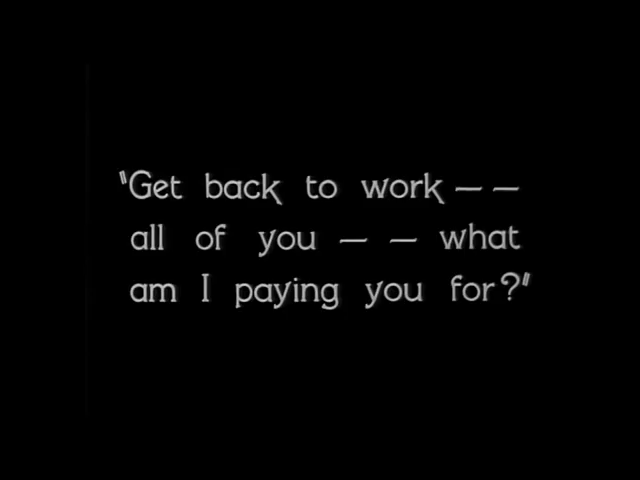 "Get back to work — —
all of you — — what
am I paying you for?"